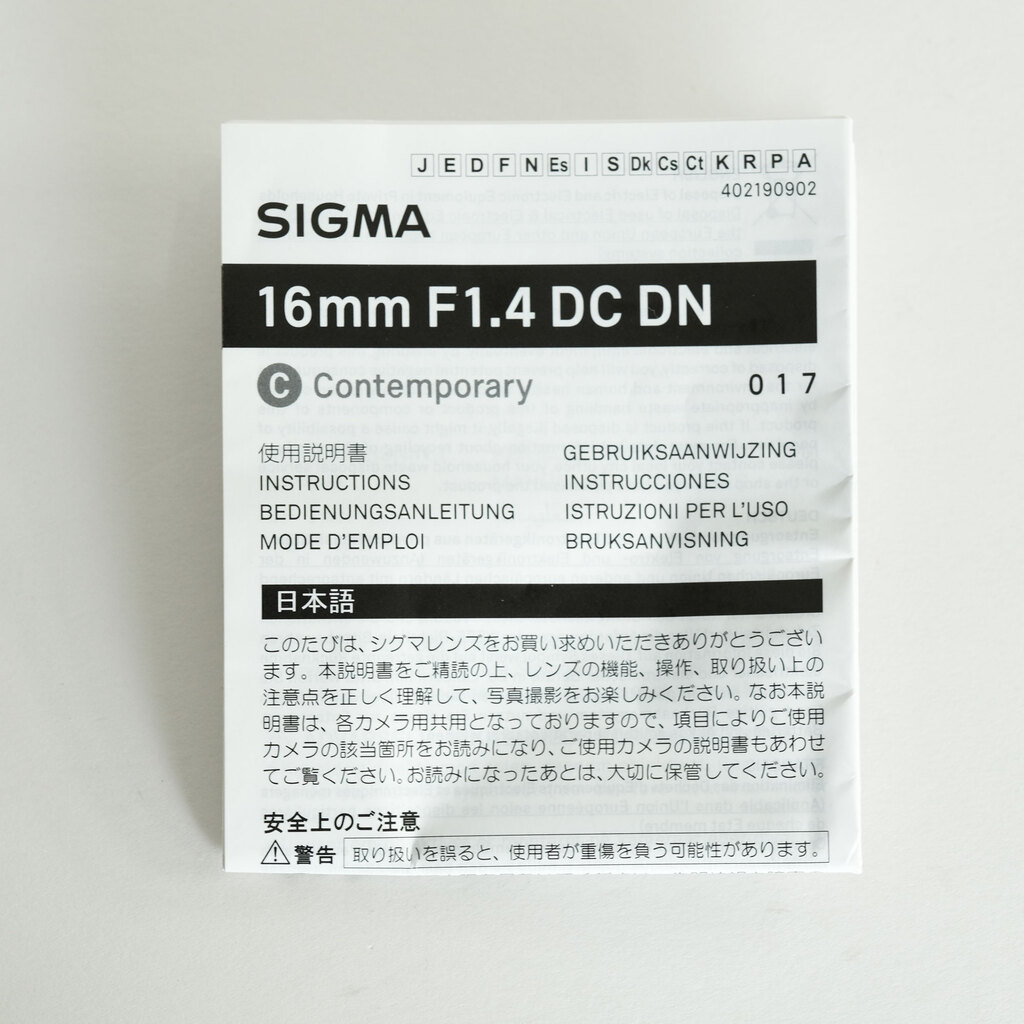 J E D F N Es I S Dk Cs Ct K R P A
402190902
SIGMA
16mm F1.4 DC DN
C Contemporary 017
使用説明書 GEBRUIKSAANWIJZING
INSTRUCTIONS INSTRUCCIONES
BEDIENUNGSANLEITUNG ISTRUZIONI PER L'USO
MODE D'EMPLOI BRUKSANVISNING
日本語
このたびは、シグマレンズをお買い求めいただきありがとうござい
ます。本説明書をご精読の上、レンズの機能、操作、取り扱い上の
注意点を正しく理解して、写真撮影をお楽しみください。なお本説
明書は、各カメラ用共用となっておりますので、項目によりご使用
カメラの該当箇所をお読みになり、ご使用カメラの説明書もあわせ
てご覧ください。お読みになったあとは、大切に保管してください。
安全上のご注意
⚠警告 取り扱いを誤ると、使用者が重傷を負う可能性があります。